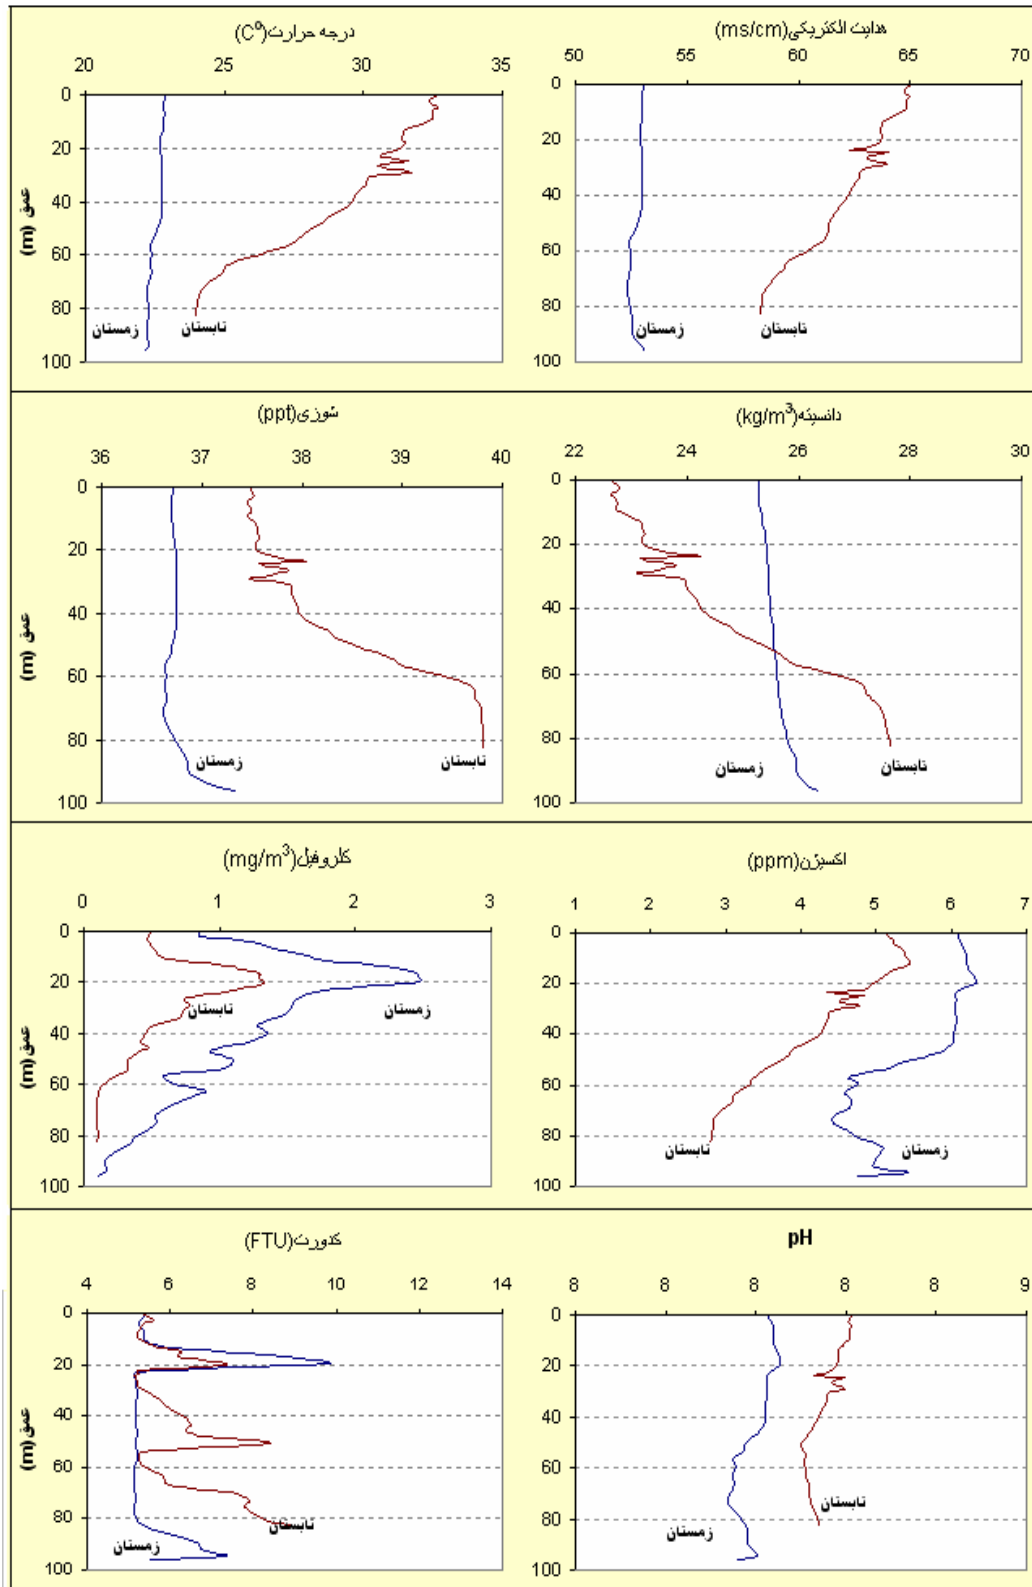 درجه حرارت(C⁰)
20 25 30 35
0
20
40
60
80
100
عمق (m)
زمستان
تابستان
هدایت الکتریکی(ms/cm)
50 55 60 65 70
0
20
40
60
80
100
زمستان
تابستان
شوری(ppt)
36 37 38 39 40
0
20
40
60
80
100
عمق (m)
زمستان
تابستان
دانسیته(kg/m³)
22 24 26 28 30
0
20
40
60
80
100
زمستان
تابستان
کلروفیل(mg/m³)
0 1 2 3
0
20
40
60
80
100
عمق(m)
تابستان
زمستان
اکسیژن(ppm)
1 2 3 4 5 6 7
0
20
40
60
80
100
تابستان
زمستان
کدورت(FTU)
4 6 8 10 12 14
0
20
40
60
80
100
عمق(m)
زمستان
تابستان
pH
8 8 8 8 8 9
0
20
40
60
80
100
زمستان
تابستان